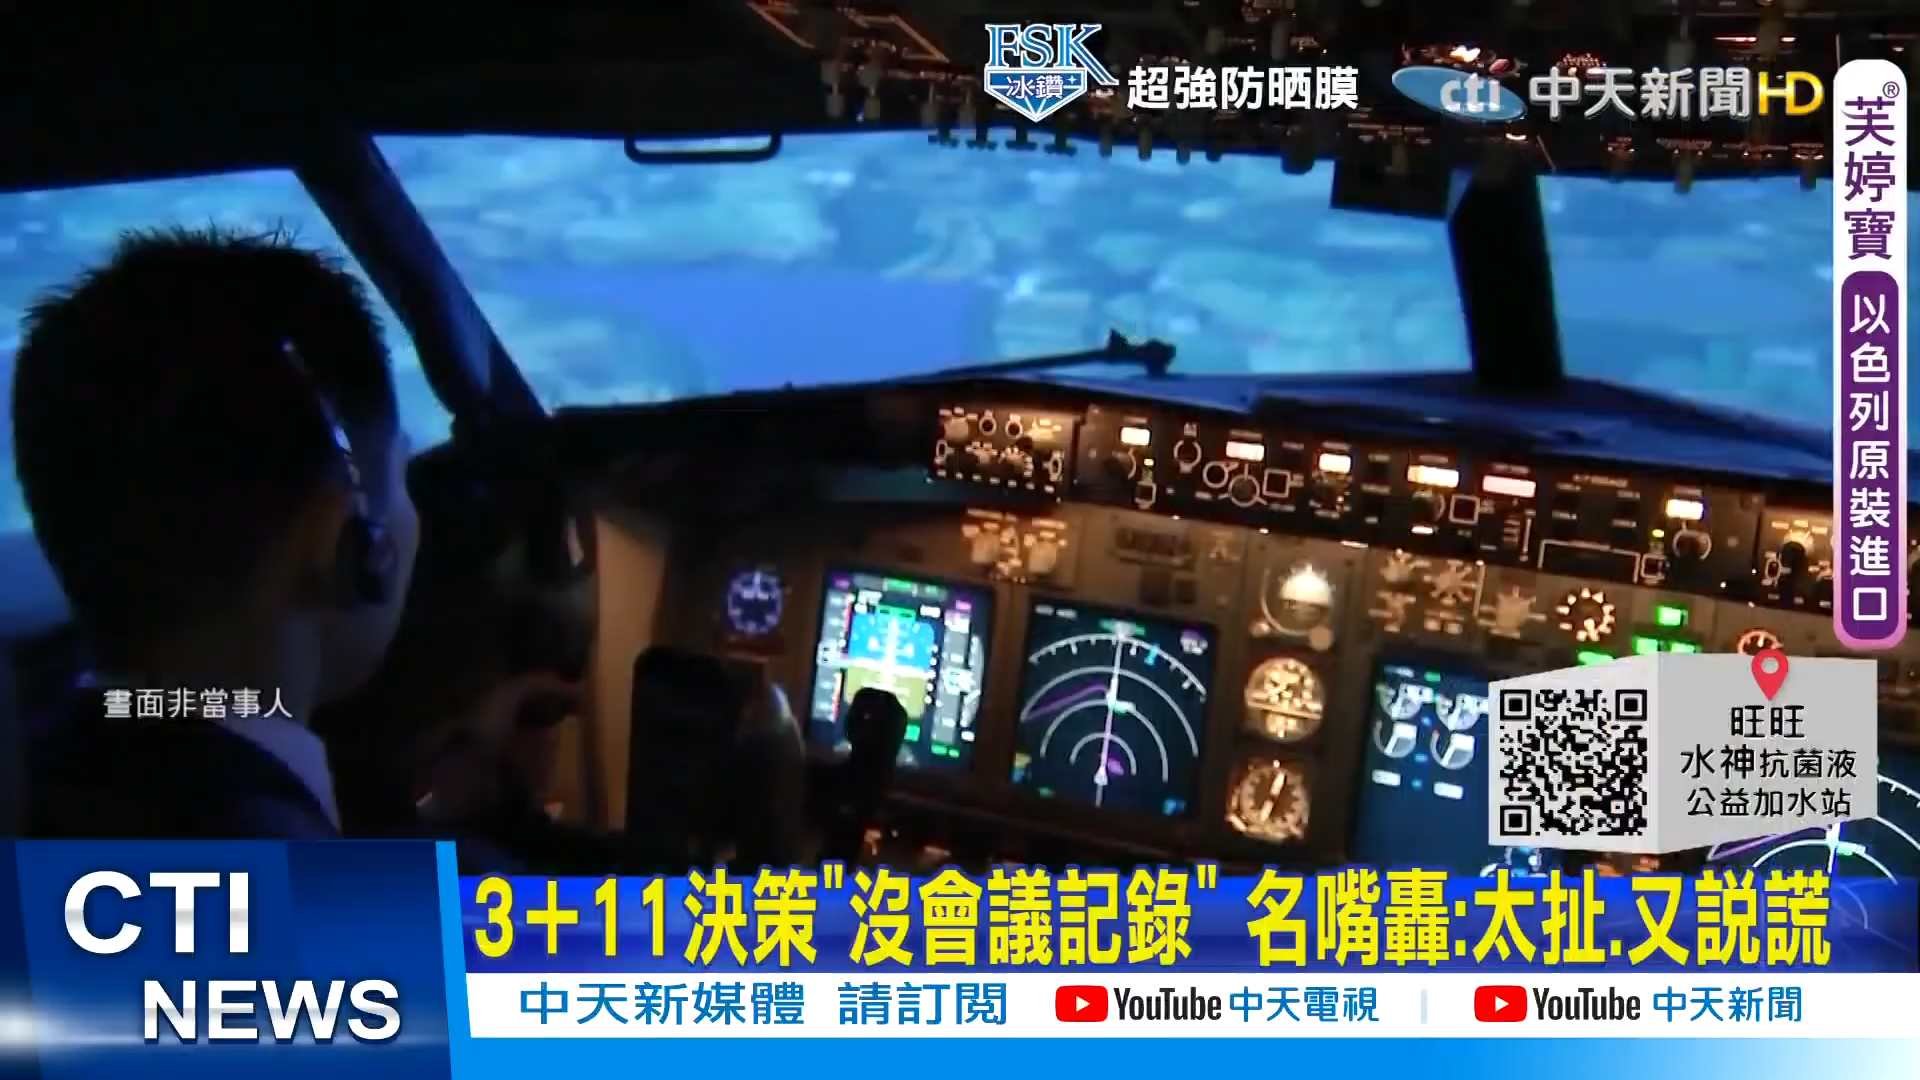 FSK
冰鑽
超強防晒膜
cti 中天新聞HD
芙婷寶®
以色列原裝進口
畫面非當事人
旺旺
水神抗菌液
公益加水站
CTI
NEWS
3+11決策"沒會議記錄" 名嘴轟:太扯.又説謊
中天新媒體 請訂閱 YouTube 中天電視 | YouTube 中天新聞